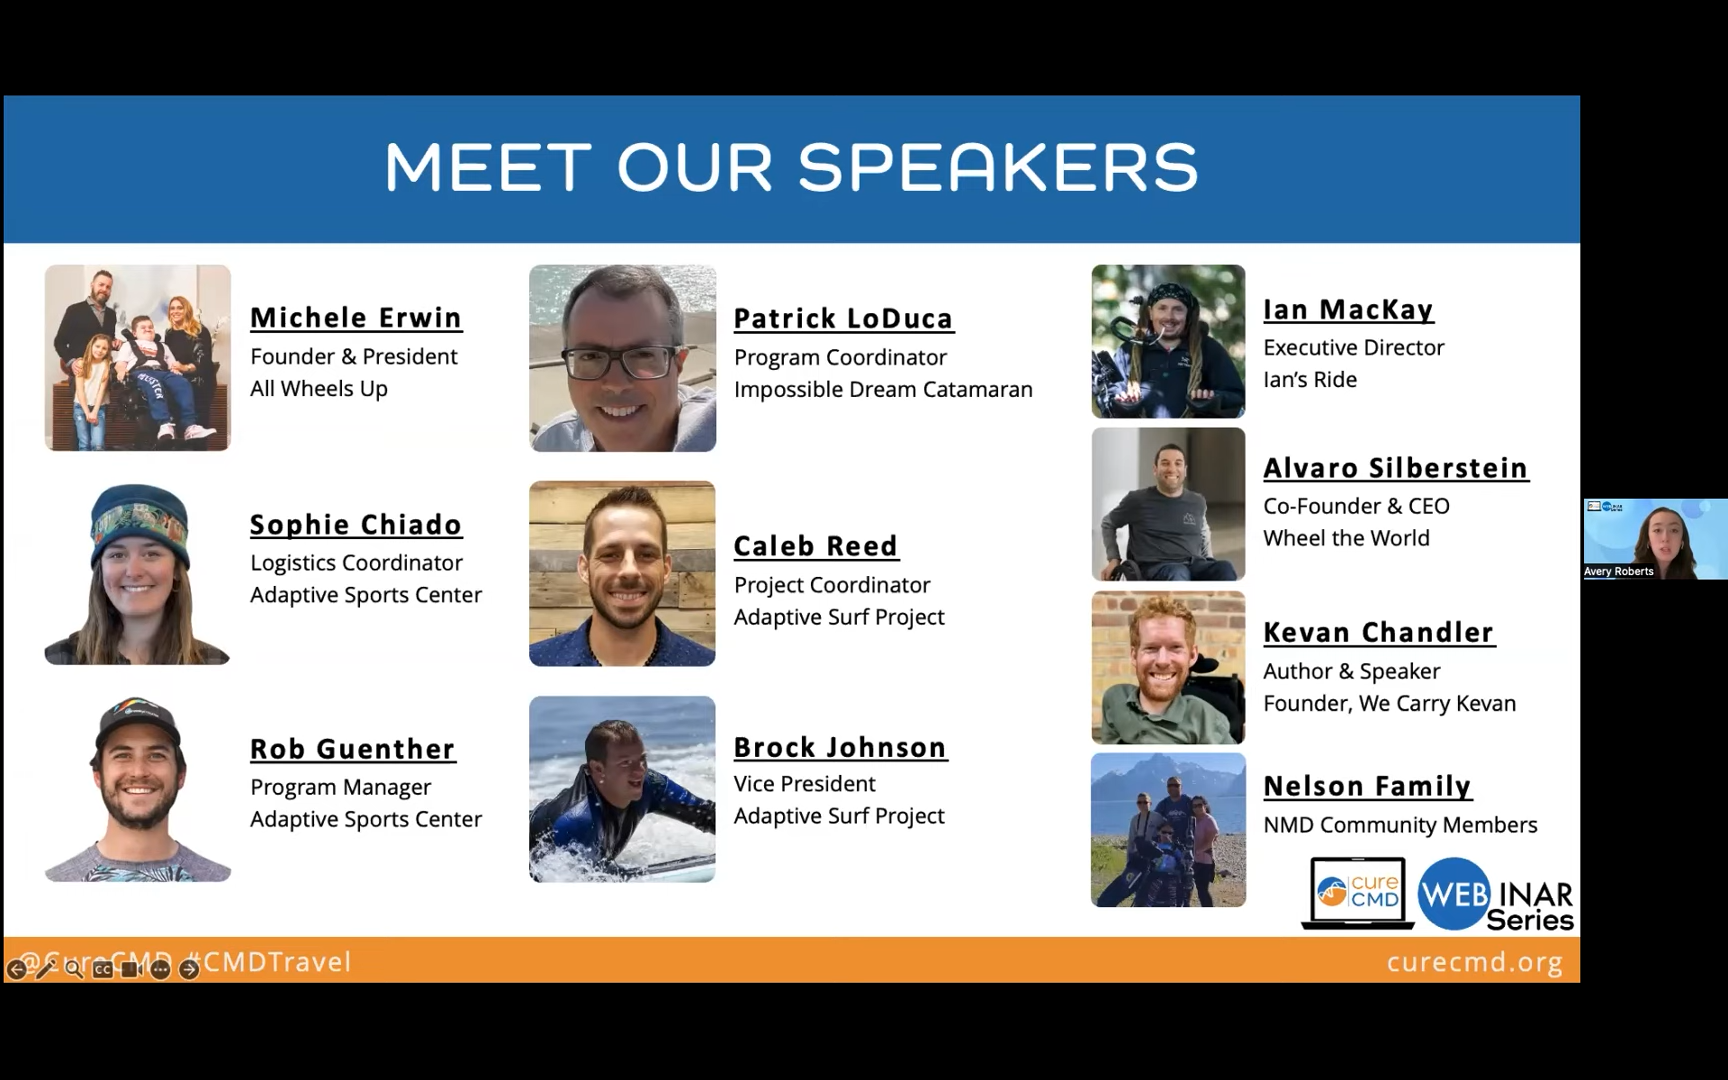 MEET OUR SPEAKERS
Michele Erwin
Founder & President
All Wheels Up
Sophie Chiado
Logistics Coordinator
Adaptive Sports Center
Rob Guenther
Program Manager
Adaptive Sports Center
Patrick LoDuca
Program Coordinator
Impossible Dream Catamaran
Caleb Reed
Project Coordinator
Adaptive Surf Project
Brock Johnson
Vice President
Adaptive Surf Project
Ian MacKay
Executive Director
Ian's Ride
Alvaro Silberstein
Co-Founder & CEO
Wheel the World
Kevan Chandler
Author & Speaker
Founder, We Carry Kevan
Nelson Family
NMD Community Members
cure
CMD
WEBINAR
Series
@CureCMD #CMDTravel
CC
curecmd.org
WEBINAR
Series
Avery Roberts